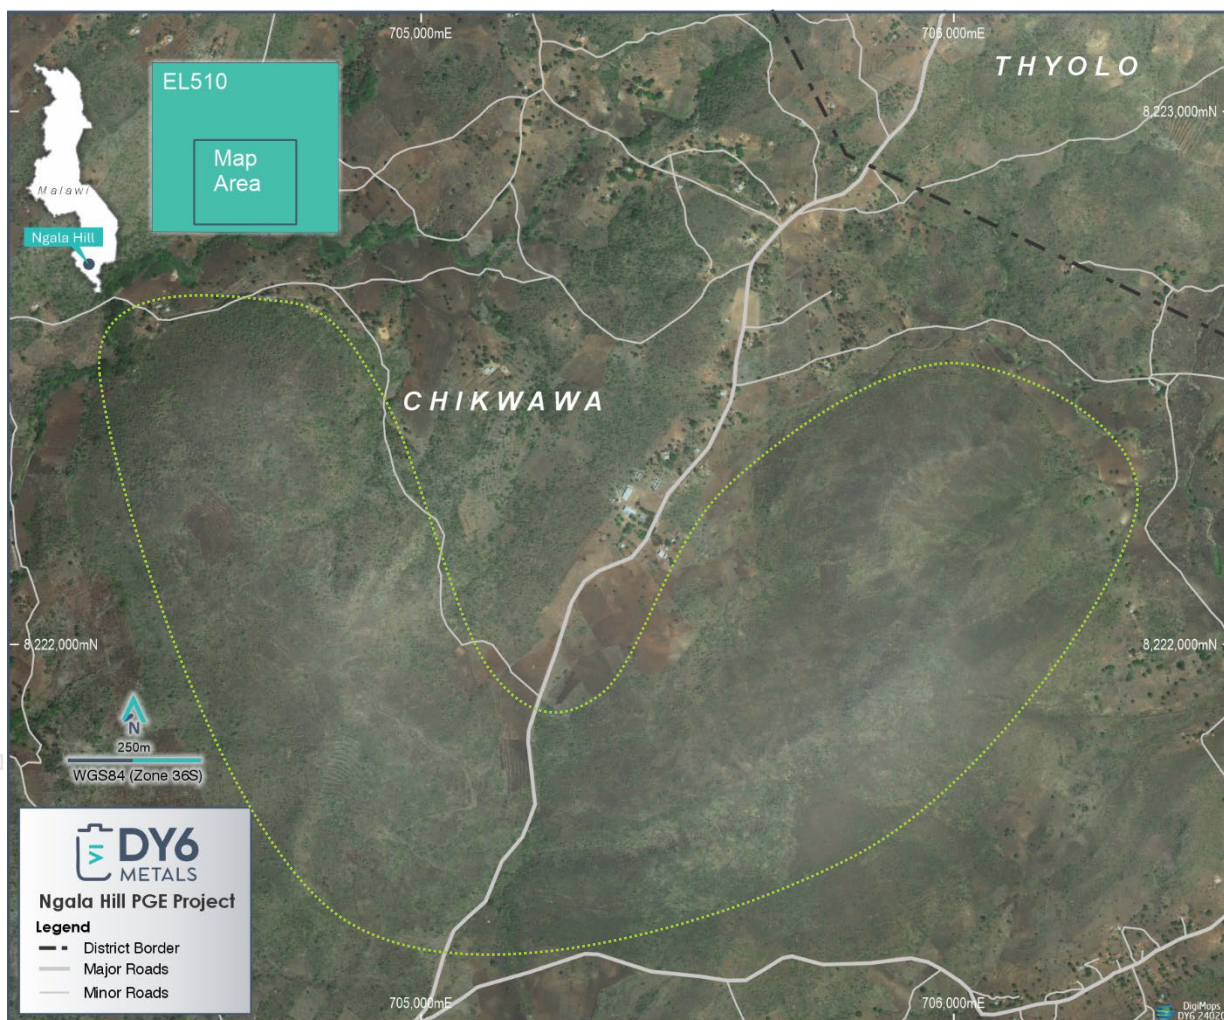 705,000mE
706,000mE
THYOLO
EL510
8,223,000mN
Map
Area
Malawi
Ngala Hill
CHIKWAWA
8,222,000mN
8,222,000mN
N
250m
WGS84 (Zone 36S)
DY6
METALS
Ngala Hill PGE Project
Legend
District Border
Major Roads
Minor Roads
705,000mE
706,000mE
DigiMaps